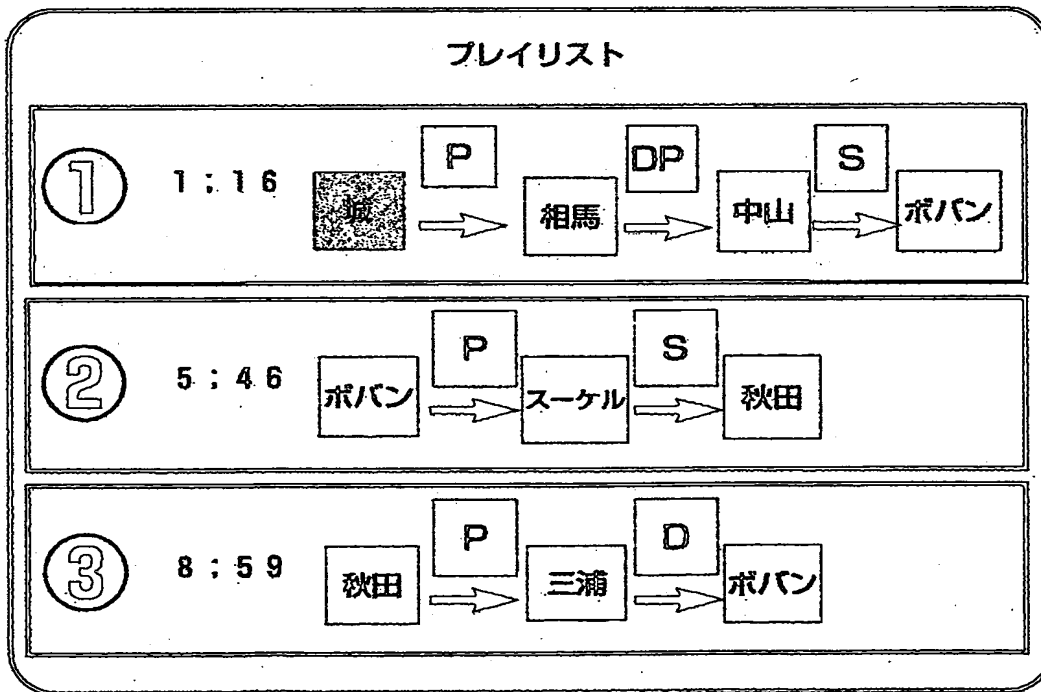 プレイリスト
P DP S
① 1:16 城 相馬 中山 ボバン
P S
② 5:46 ボバン スーケル 秋田
P D
③ 8:59 秋田 三浦 ボバン